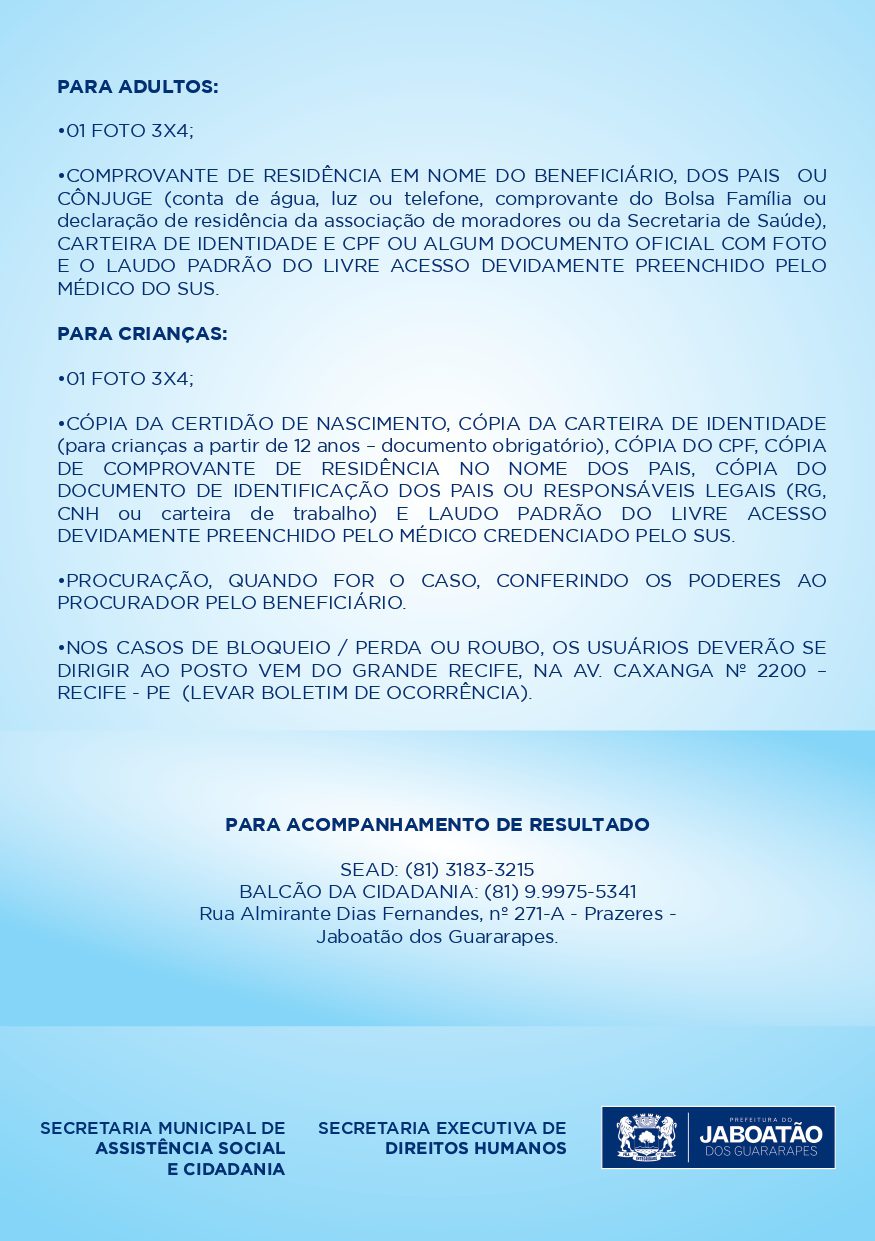 PARA ADULTOS:
•01 FOTO 3X4;
•COMPROVANTE DE RESIDÊNCIA EM NOME DO BENEFICIÁRIO, DOS PAIS OU
CÔNJUGE (conta de água, luz ou telefone, comprovante do Bolsa Família ou
declaração de residência da associação de moradores ou da Secretaria de Saúde),
CARTEIRA DE IDENTIDADE E CPF OU ALGUM DOCUMENTO OFICIAL COM FOTO
E O LAUDO PADRÃO DO LIVRE ACESSO DEVIDAMENTE PREENCHIDO PELO
MÉDICO DO SUS.
PARA CRIANÇAS:
•01 FOTO 3X4;
•CÓPIA DA CERTIDÃO DE NASCIMENTO, CÓPIA DA CARTEIRA DE IDENTIDADE
(para crianças a partir de 12 anos – documento obrigatório), CÓPIA DO CPF, CÓPIA
DE COMPROVANTE DE RESIDÊNCIA NO NOME DOS PAIS, CÓPIA DO
DOCUMENTO DE IDENTIFICAÇÃO DOS PAIS OU RESPONSÁVEIS LEGAIS (RG,
CNH ou carteira de trabalho) E LAUDO PADRÃO DO LIVRE ACESSO
DEVIDAMENTE PREENCHIDO PELO MÉDICO CREDENCIADO PELO SUS.
•PROCURAÇÃO, QUANDO FOR O CASO, CONFERINDO OS PODERES AO
PROCURADOR PELO BENEFICIÁRIO.
•NOS CASOS DE BLOQUEIO / PERDA OU ROUBO, OS USUÁRIOS DEVERÃO SE
DIRIGIR AO POSTO VEM DO GRANDE RECIFE, NA AV. CAXANGA Nº 2200 –
RECIFE - PE (LEVAR BOLETIM DE OCORRÊNCIA).
PARA ACOMPANHAMENTO DE RESULTADO
SEAD: (81) 3183-3215
BALCÃO DA CIDADANIA: (81) 9.9975-5341
Rua Almirante Dias Fernandes, nº 271-A - Prazeres -
Jaboatão dos Guararapes.
SECRETARIA MUNICIPAL DE
ASSISTÊNCIA SOCIAL
E CIDADANIA
SECRETARIA EXECUTIVA DE
DIREITOS HUMANOS
PREFEITURA DO
JABOATÃO
DOS GUARARAPES